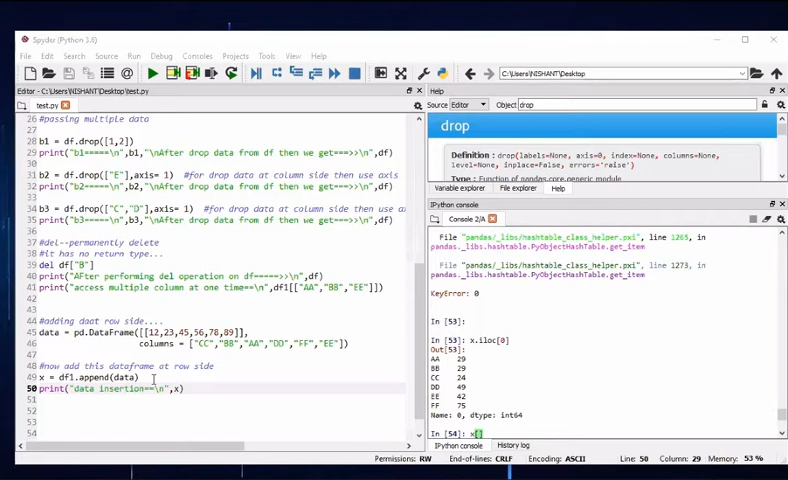 Spyder (Python 3.6)
File Edit Search Source Run Debug Consoles Projects Tools View Help
C:\Users\NISHANT\Desktop
Editor - C:\Users\NISHANT\Desktop\test.py
test.py
26 #passing multiple data
27
28 b1 = df.drop([1,2])
29 print("b1=====\n",b1,"\nAfter drop data from df then we get===>>\n",df)
30
31 b2 = df.drop(["E"],axis= 1) #for drop data at column side then use axis
32 print("b2=====\n",b2,"\nAfter drop data from df then we get===>>\n",df)
33
34 b3 = df.drop(["C","D"],axis= 1) #for drop data at column side then use ax
35 print("b3=====\n",b3,"\nAfter drop data from df then we get===>>\n",df)
36
37 #del--permanently delete
38 #it has no return type...
39 del df["B"]
40 print("AFter performing del operation on df=====>>\n",df)
41 print("access multiple column at one time==\n",df1[["AA","BB","EE"]])
42
43
44 #adding daat row side....
45 data = pd.DataFrame([[12,23,45,56,78,89]],
46 columns = ["CC","BB","AA","DD","FF","EE"])
47
48 #now add this dataframe at row side
49 x = df1.append(data)
50 print("data insertion==\n",x)
51
52
53
54
Help
Source Editor Object drop
drop
Definition : drop(labels=None, axis=0, index=None, columns=None,
level=None, inplace=False, errors='raise')
Type : Function of pandas.core.generic module
Variable explorer File explorer Help
IPython console
Console 2/A
File "pandas/_libs/hashtable_class_helper.pxi", line 1265, in
pandas._libs.hashtable.PyObjectHashTable.get_item
File "pandas/_libs/hashtable_class_helper.pxi", line 1273, in
pandas._libs.hashtable.PyObjectHashTable.get_item
KeyError: 0
In [53]:
In [53]: x.iloc[0]
Out[53]:
AA 29
BB 29
CC 24
DD 49
EE 42
FF 75
Name: 0, dtype: int64
In [54]: x[]
IPython console History log
Permissions: RW End-of-lines: CRLF Encoding: ASCII Line: 50 Column: 29 Memory: 53 %